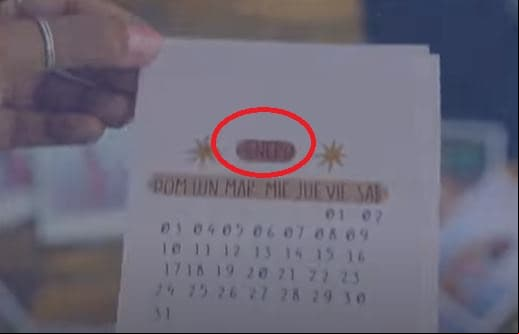 ENERO
DOM LUN MAR MIE JUE VIE SAB
01 02
03 04 05 06 07 08 09
10 11 12 13 14 15 16
17 18 19 20 21 22 23
24 25 26 27 28 29 30
31